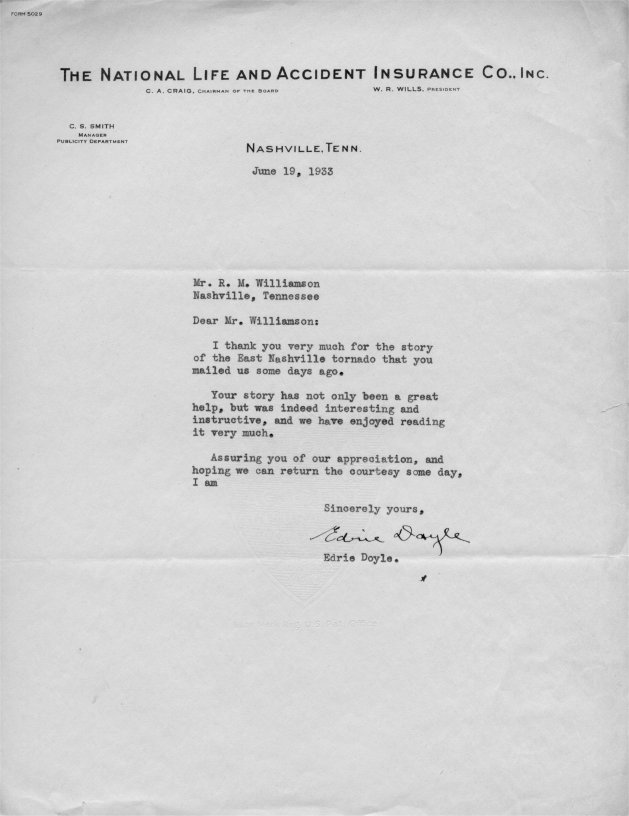 FORM 5029
THE NATIONAL LIFE AND ACCIDENT INSURANCE CO., INC.
C. A. CRAIG, CHAIRMAN OF THE BOARD
W. R. WILLS, PRESIDENT
C. S. SMITH
MANAGER
PUBLICITY DEPARTMENT
NASHVILLE, TENN.
June 19, 1933
Mr. R. M. Williamson
Nashville, Tennessee
Dear Mr. Williamson:
I thank you very much for the story
of the East Nashville tornado that you
mailed us some days ago.
Your story has not only been a great
help, but was indeed interesting and
instructive, and we have enjoyed reading
it very much.
Assuring you of our appreciation, and
hoping we can return the courtesy some day,
I am
Sincerely yours,
Edrie Doyle
Edrie Doyle.
Trade Mark Reg. U.S. Pat. Office